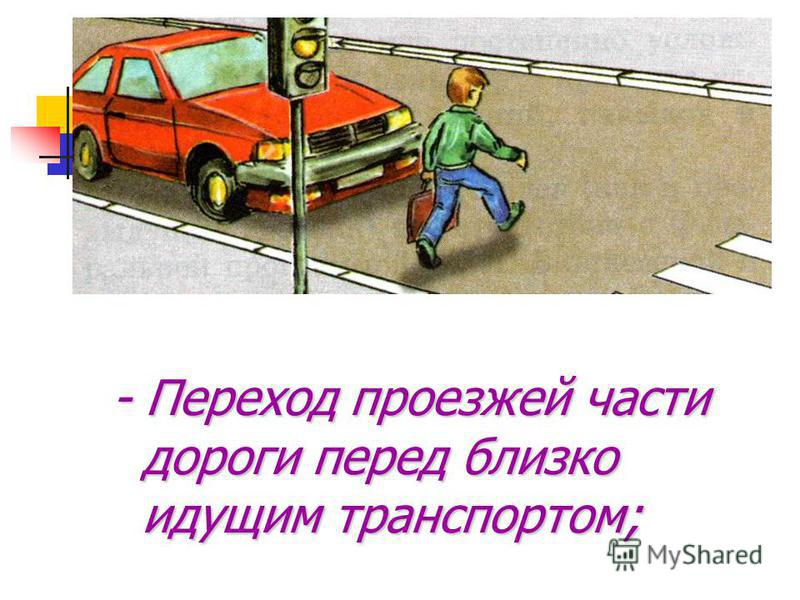 - Переход проезжей части
дороги перед близко
идущим транспортом;
MyShared